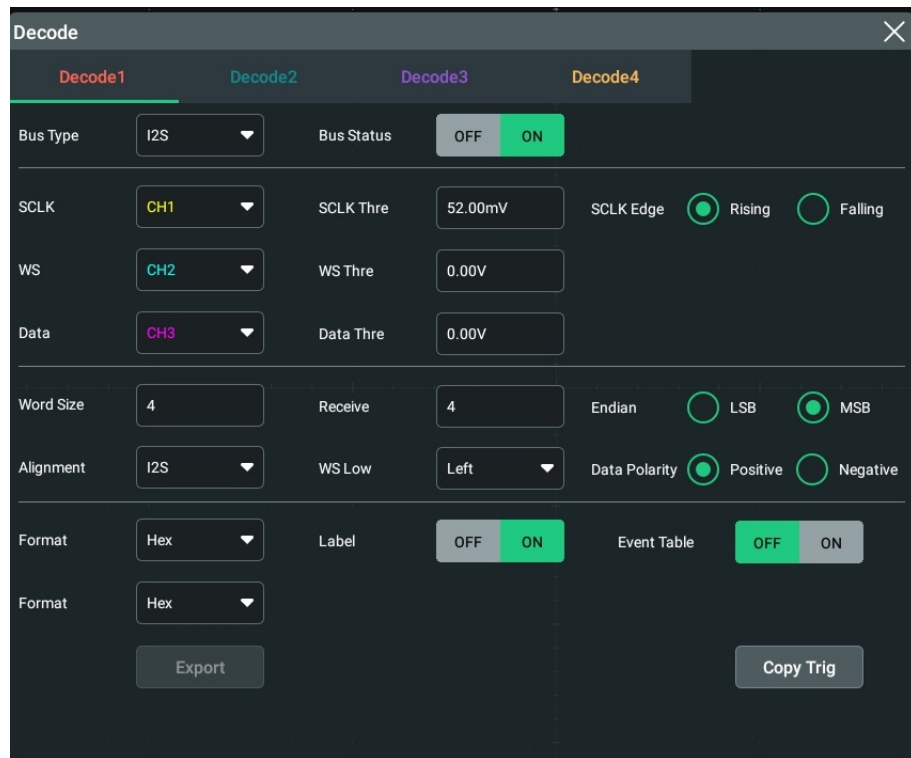 Decode
Decode1 Decode2 Decode3 Decode4
Bus Type I2S Bus Status OFF ON
SCLK CH1 SCLK Thre 52.00mV SCLK Edge Rising Falling
WS CH2 WS Thre 0.00V
Data CH3 Data Thre 0.00V
Word Size 4 Receive 4 Endian LSB MSB
Alignment I2S WS Low Left Data Polarity Positive Negative
Format Hex Label OFF ON Event Table OFF ON
Format Hex
Export Copy Trig